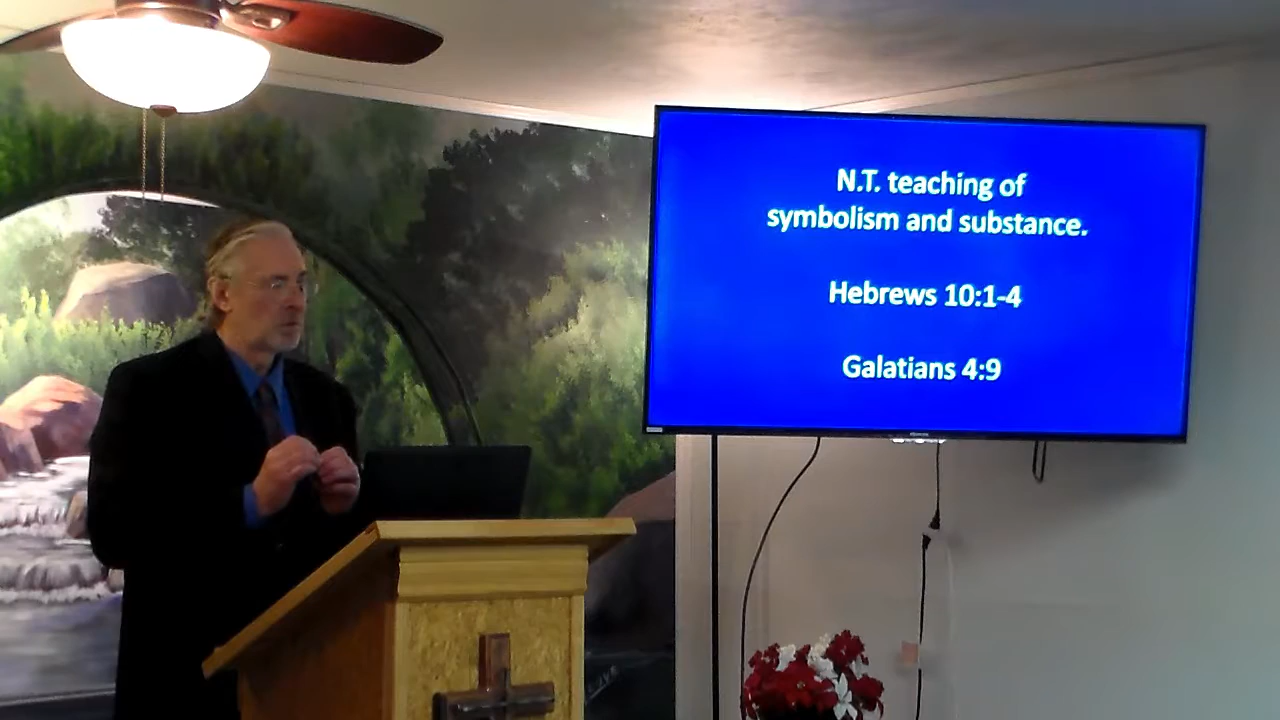 N.T. teaching of
symbolism and substance.
Hebrews 10:1-4
Galatians 4:9